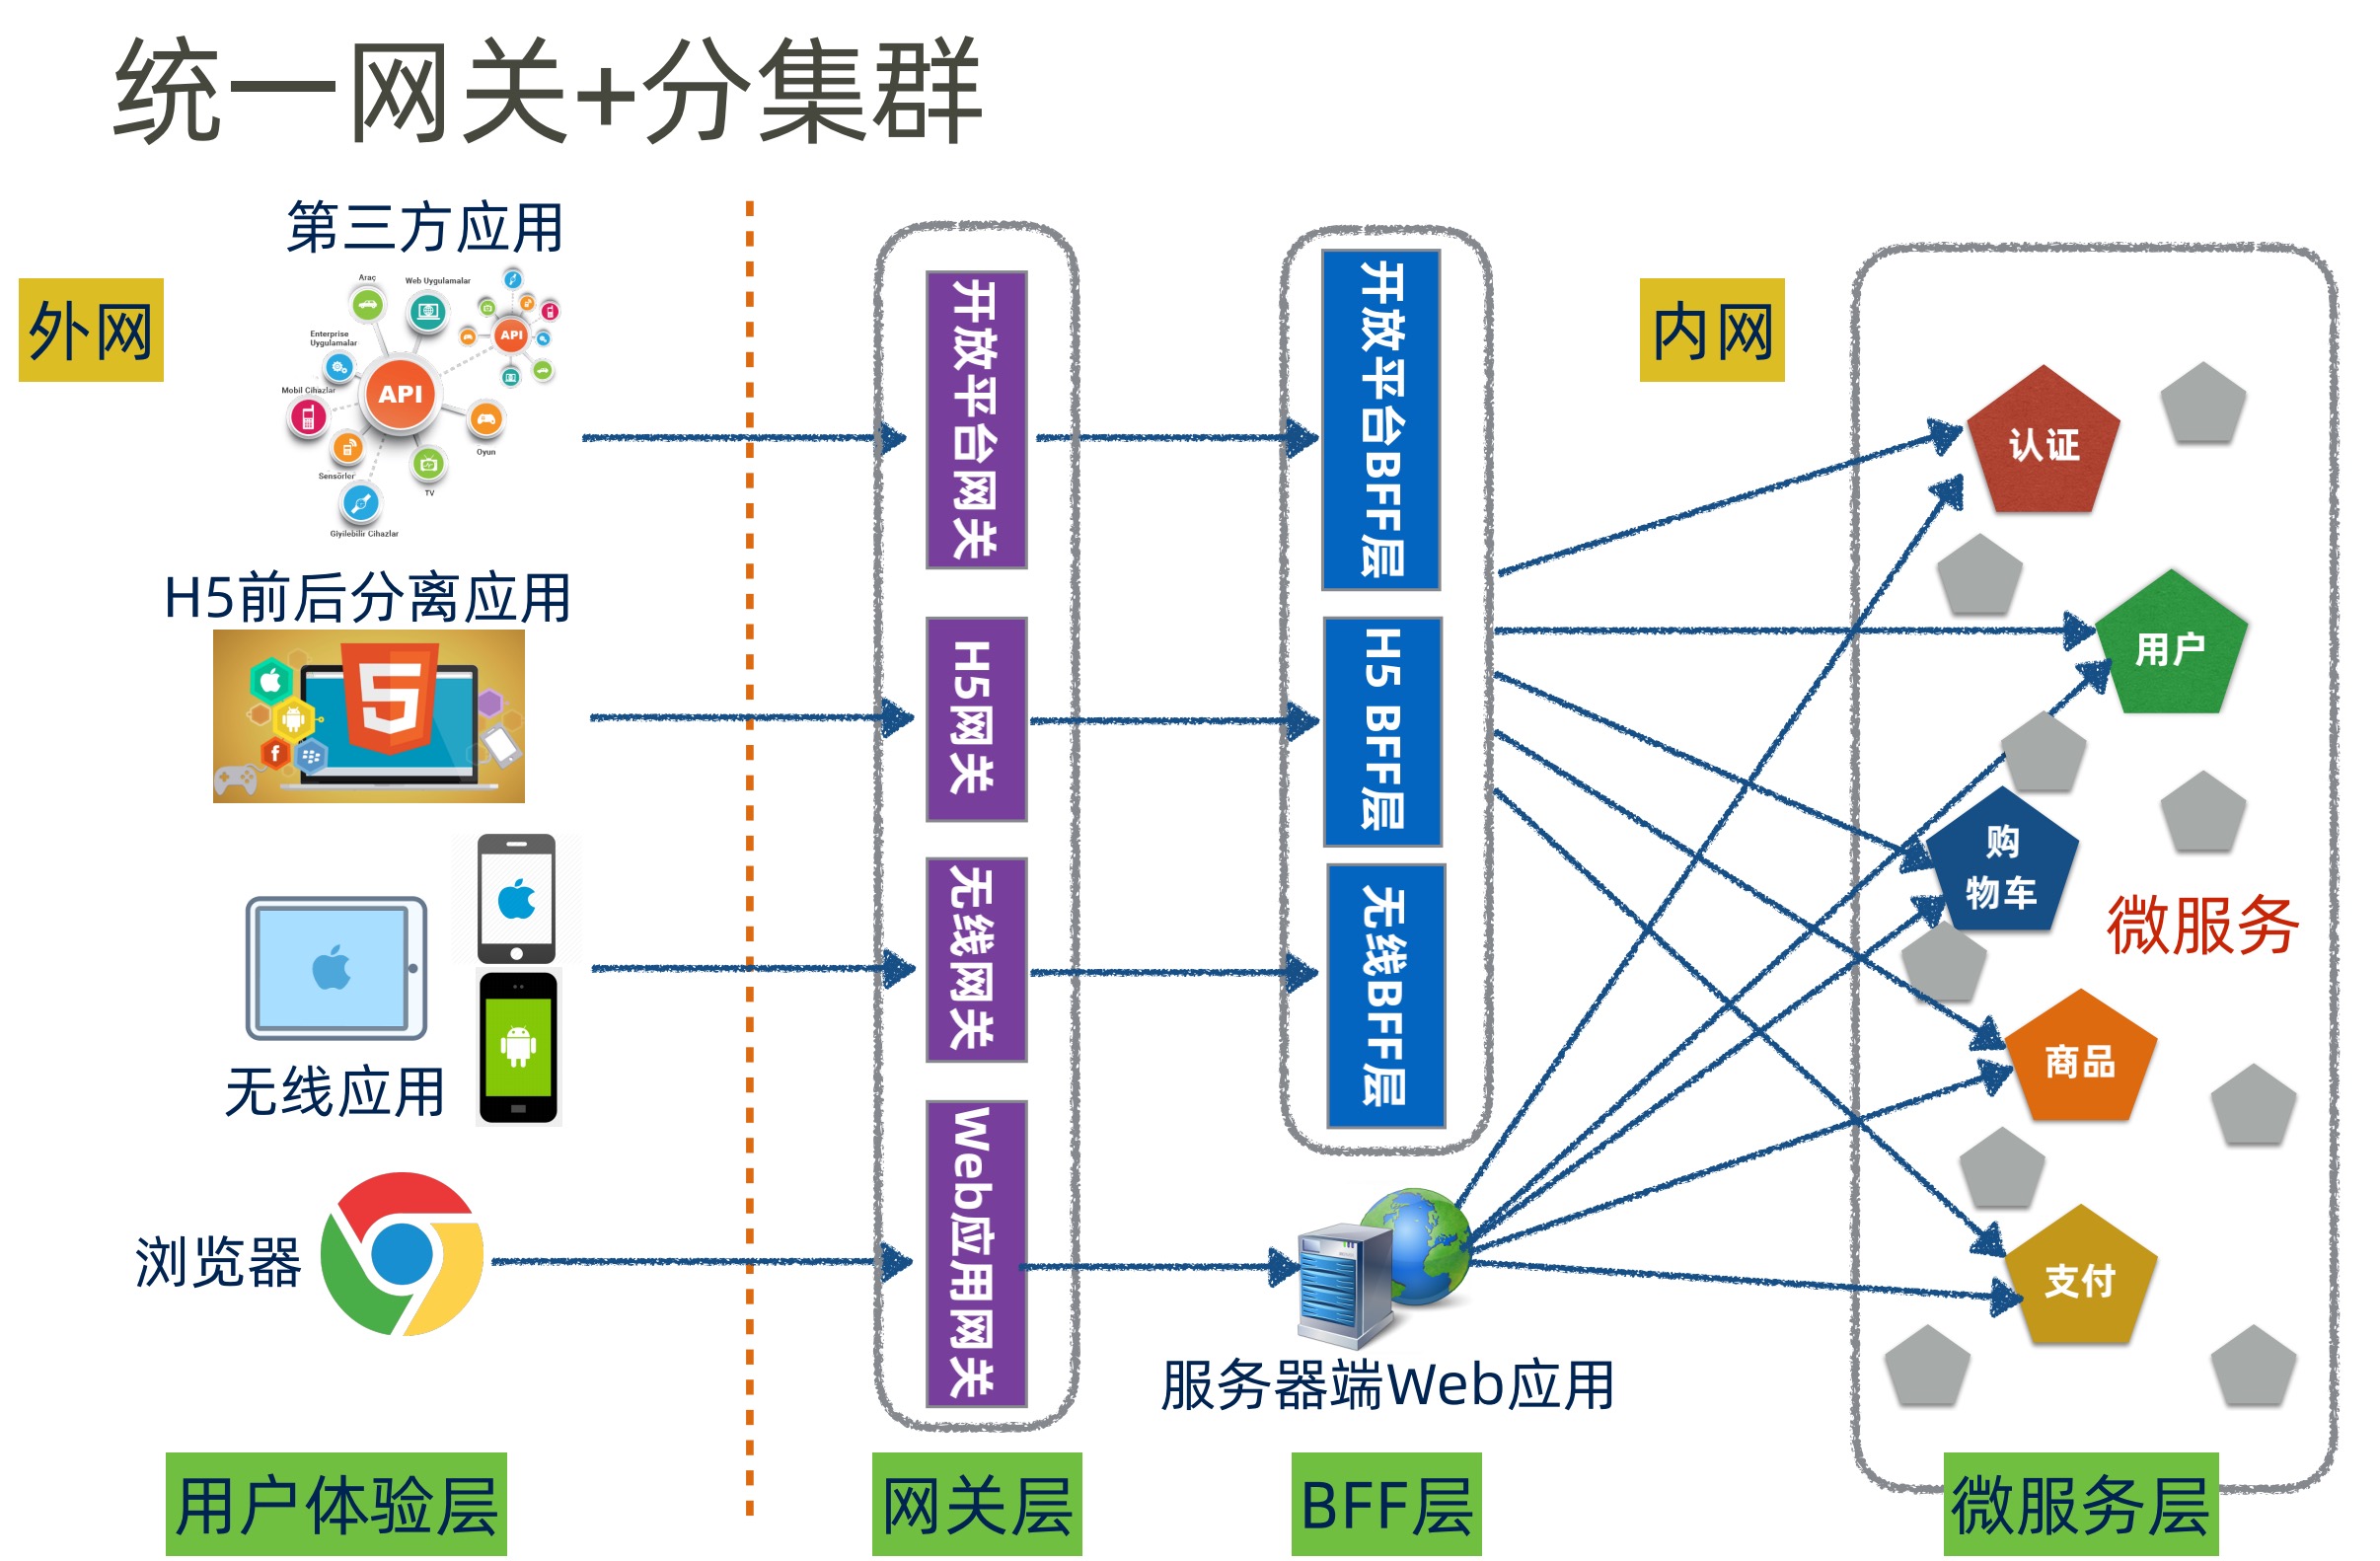 统一网关+分集群
外网
第三方应用
Araç
Web Uygulamalar
Enterprise
Uygulamalar
API
API
Mobil Cihazlar
Sensörler
Oyun
TV
Giyilebilir Cihazlar
H5前后分离应用
无线应用
浏览器
用户体验层
开放平台网关
H5网关
无线网关
Web应用网关
网关层
开放平台BFF层
H5 BFF层
无线BFF层
服务器端Web应用
BFF层
内网
认证
用户
购
物车
微服务
商品
支付
微服务层